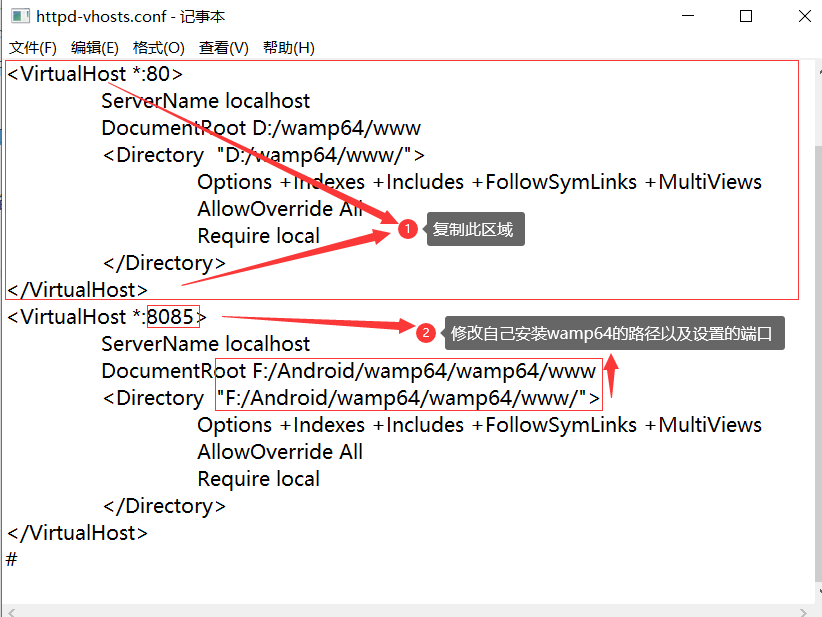 httpd-vhosts.conf - 记事本
文件(F) 编辑(E) 格式(O) 查看(V) 帮助(H)
<VirtualHost *:80>
ServerName localhost
DocumentRoot D:/wamp64/www
<Directory "D:/wamp64/www/">
Options +Indexes +Includes +FollowSymLinks +MultiViews
AllowOverride All
Require local
1 复制此区域
</Directory>
</VirtualHost>
<VirtualHost *:8085>
2 修改自己安装wamp64的路径以及设置的端口
ServerName localhost
DocumentRoot F:/Android/wamp64/wamp64/www
<Directory "F:/Android/wamp64/wamp64/www/">
Options +Indexes +Includes +FollowSymLinks +MultiViews
AllowOverride All
Require local
</Directory>
</VirtualHost>
#